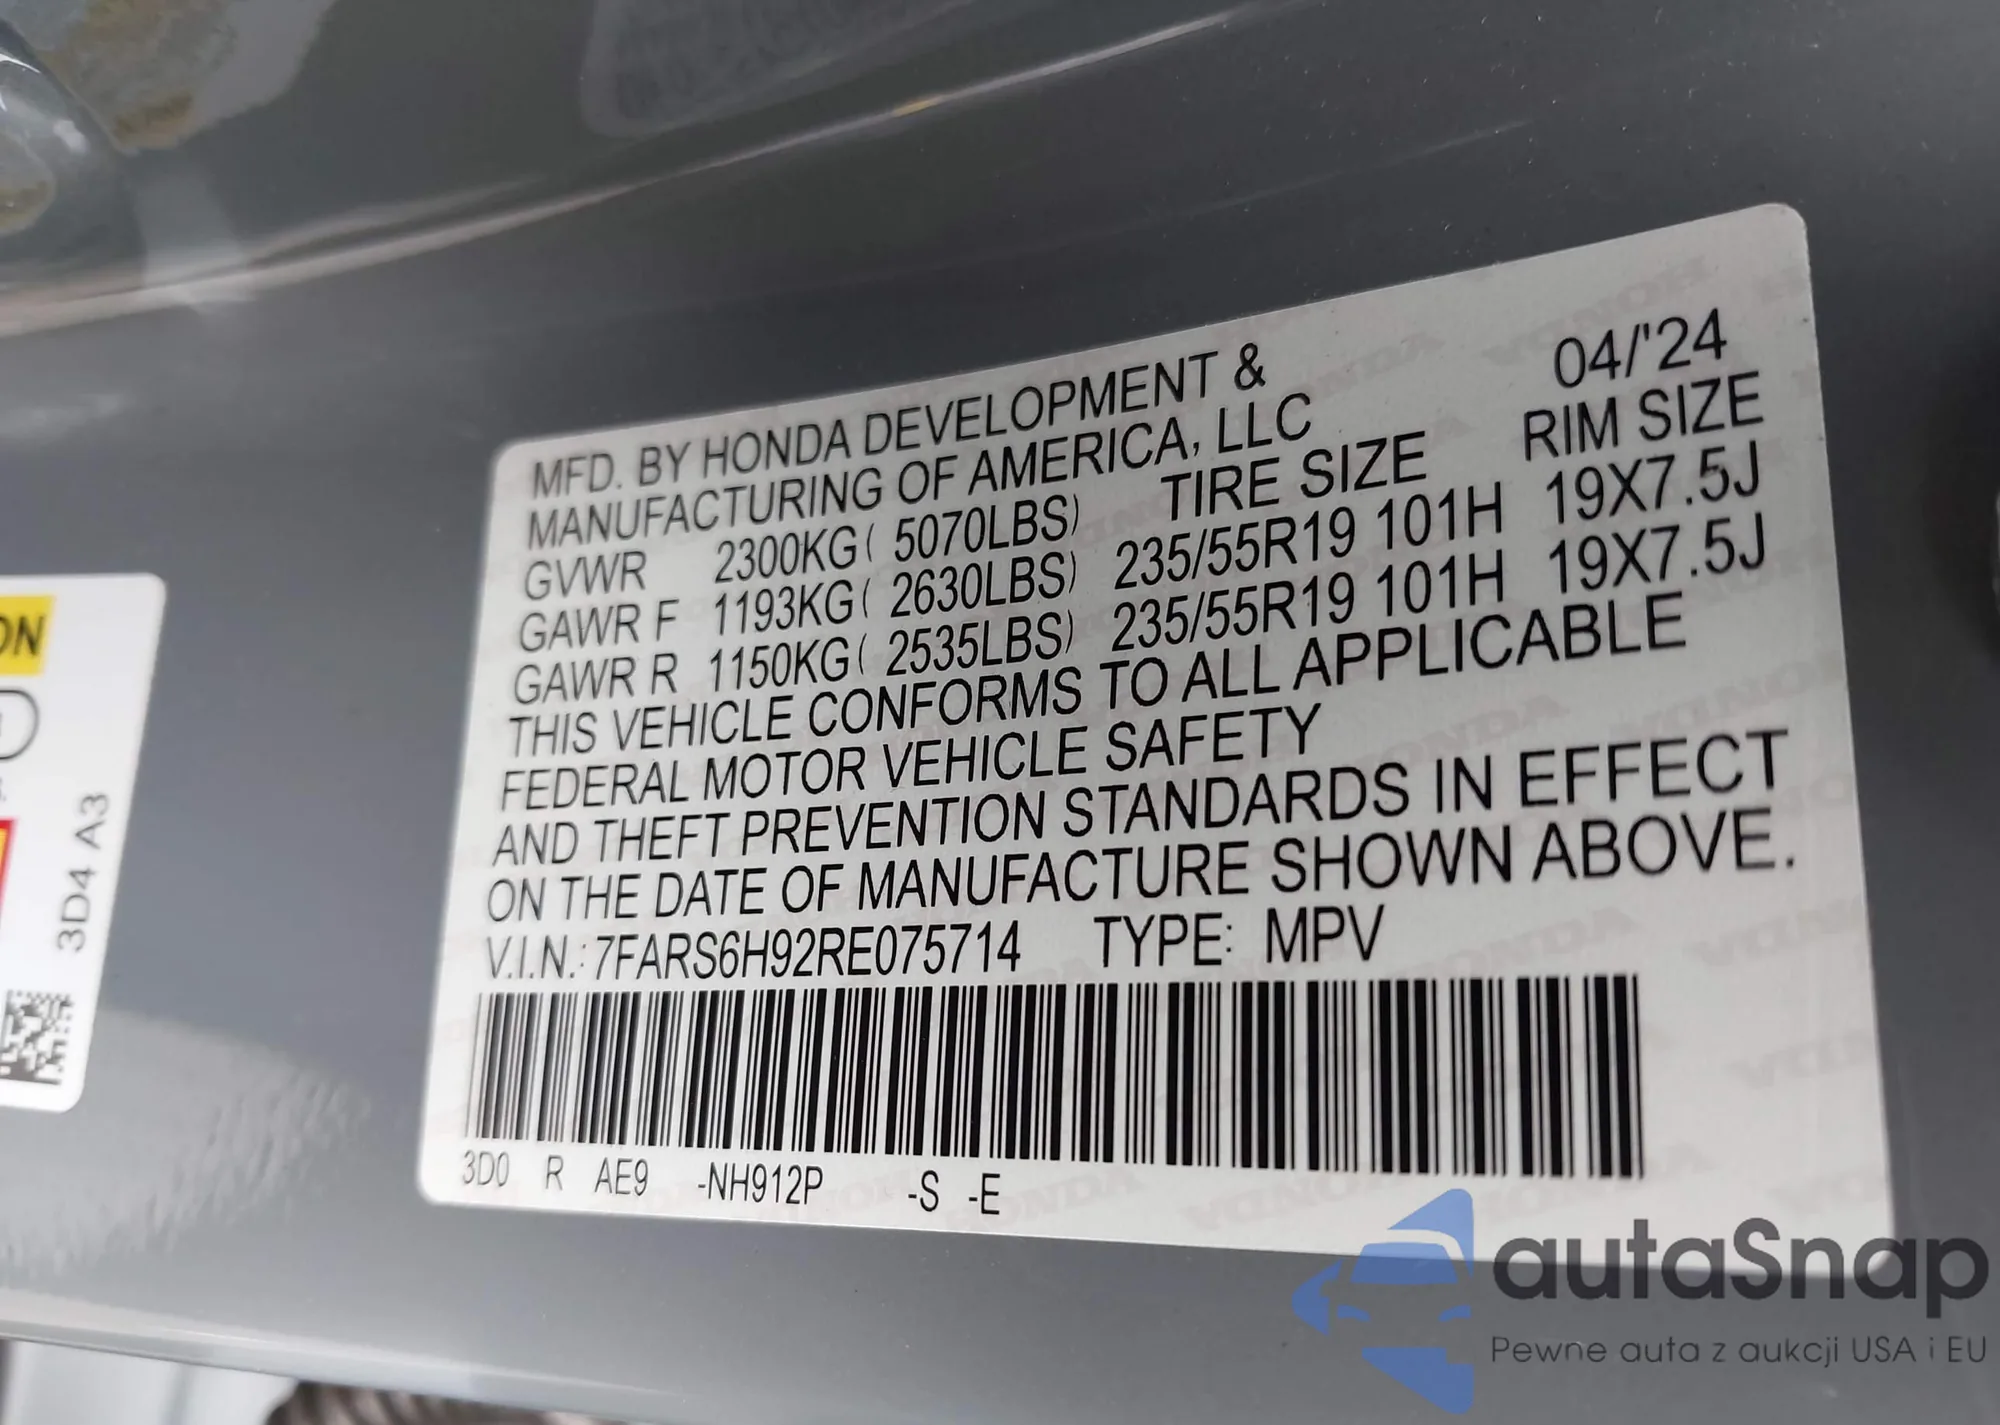 MFD. BY HONDA DEVELOPMENT & 04/'24
MANUFACTURING OF AMERICA, LLC RIM SIZE
GVWR 2300KG( 5070LBS) TIRE SIZE
GAWR F 1193KG( 2630LBS) 235/55R19 101H 19X7.5J
GAWR R 1150KG( 2535LBS) 235/55R19 101H 19X7.5J
THIS VEHICLE CONFORMS TO ALL APPLICABLE
FEDERAL MOTOR VEHICLE SAFETY
AND THEFT PREVENTION STANDARDS IN EFFECT
ON THE DATE OF MANUFACTURE SHOWN ABOVE.
V.I.N.: 7FARS6H92RE075714 TYPE: MPV
3D0 R AE9 -NH912P -S -E
3D4 A3
autaSnap
Pewne auta z aukcji USA i EU